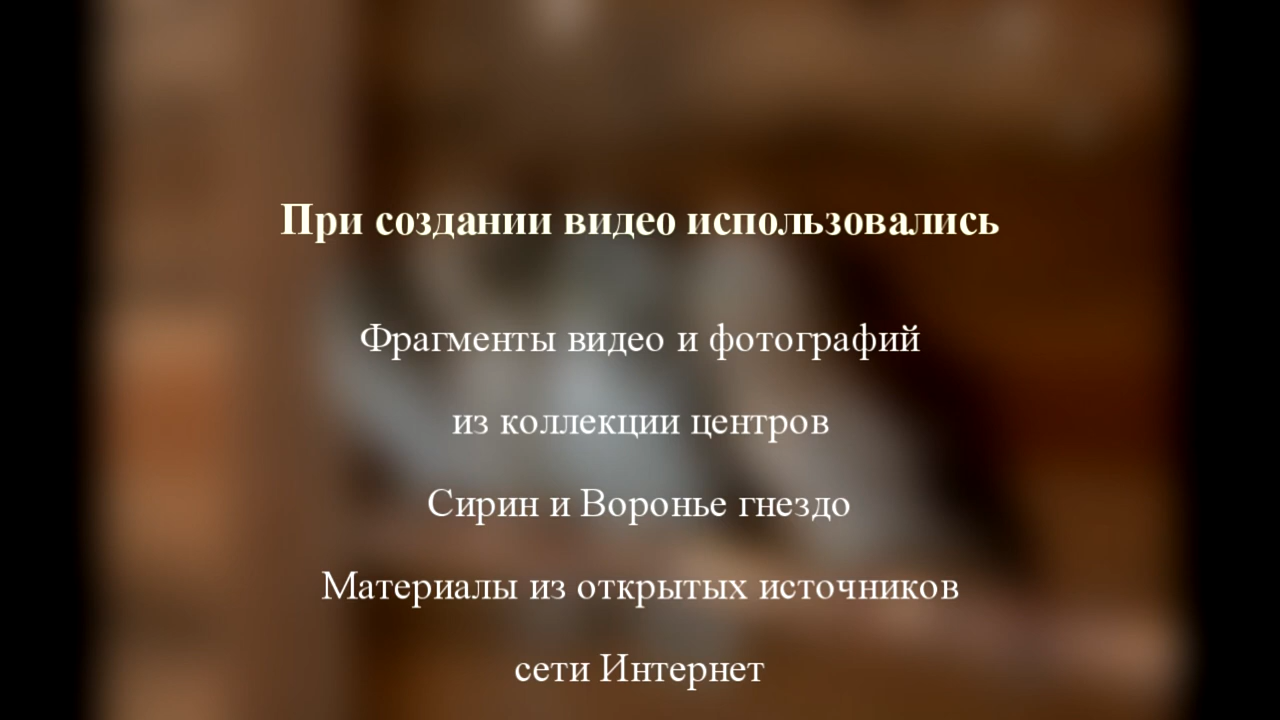 При создании видео использовались
Фрагменты видео и фотографий
из коллекции центров
Сирин и Воронье гнездо
Материалы из открытых источников
сети Интернет